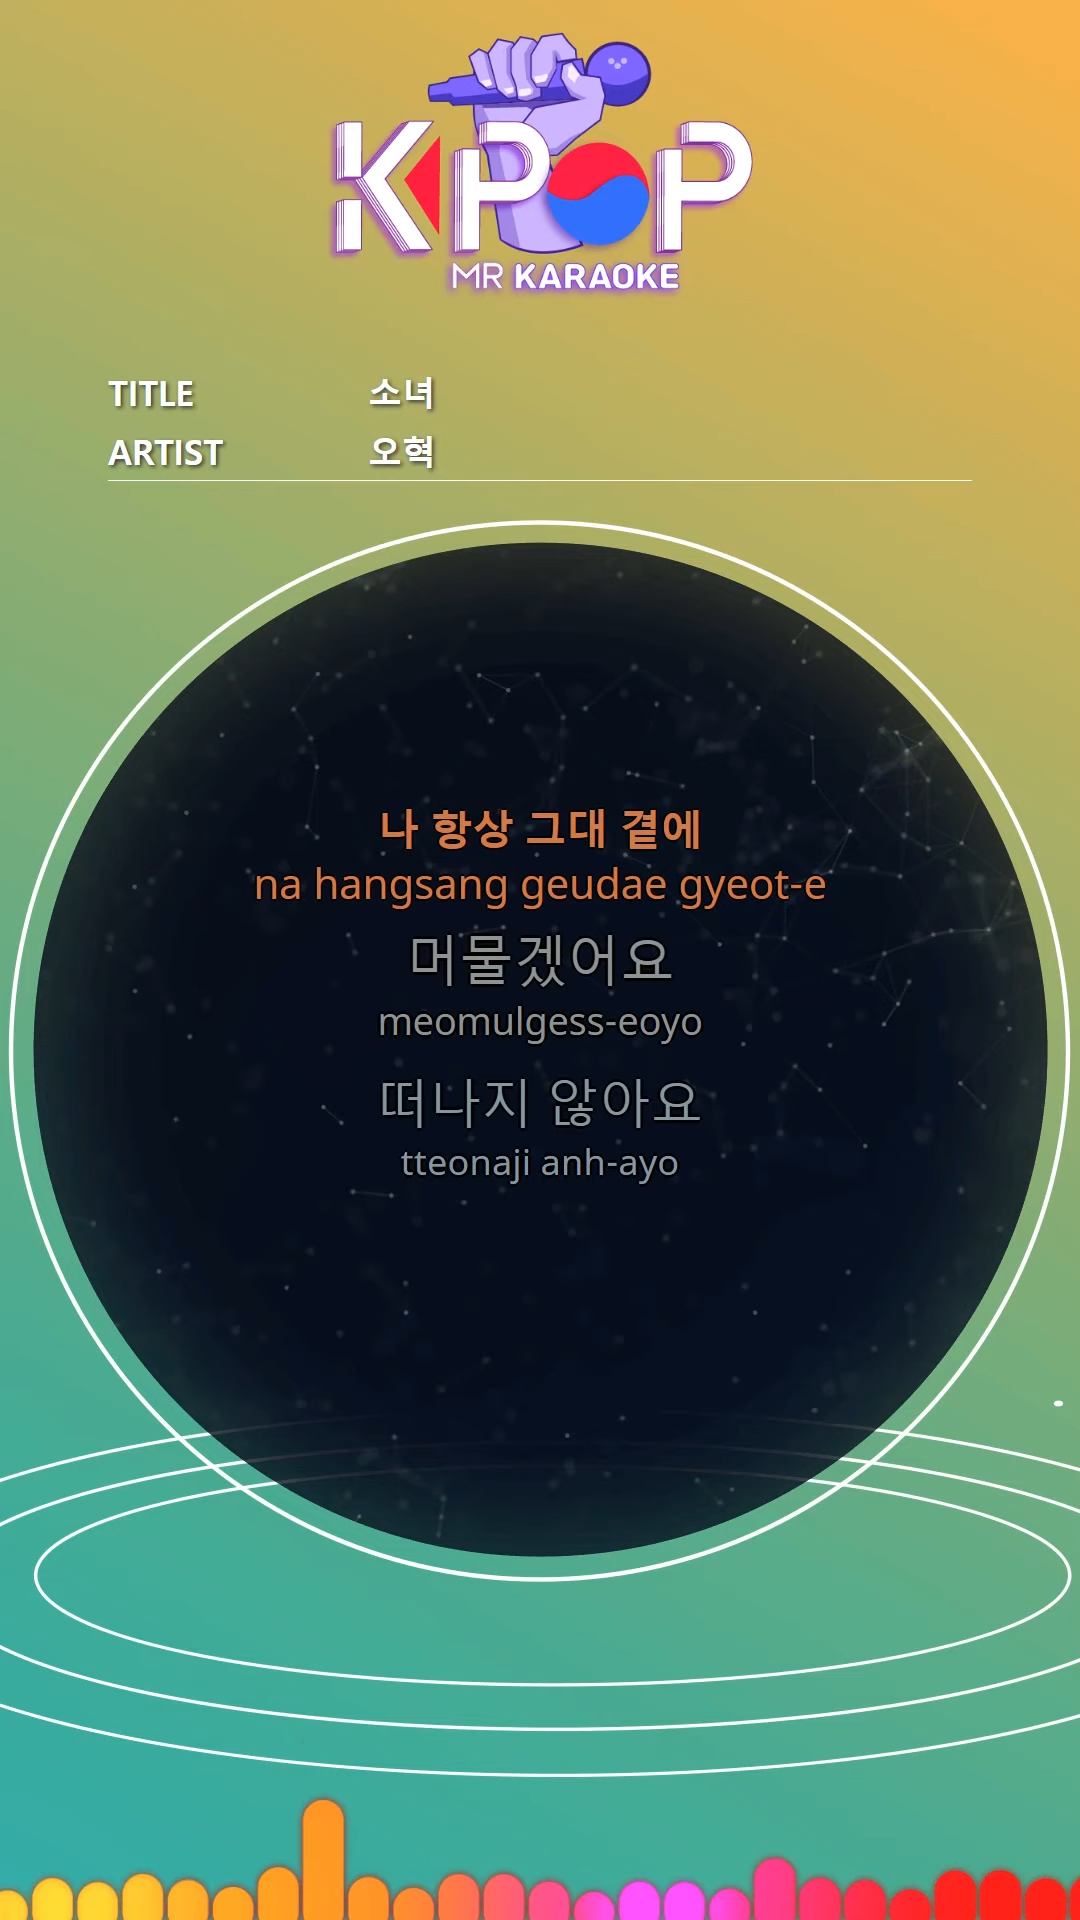 KPOP
MR KARAOKE
TITLE 소녀
ARTIST 오혁
나 항상 그대 곁에
na hangsang geudae gyeot-e
머물겠어요
meomulgess-eoyo
떠나지 않아요
tteonaji anh-ayo